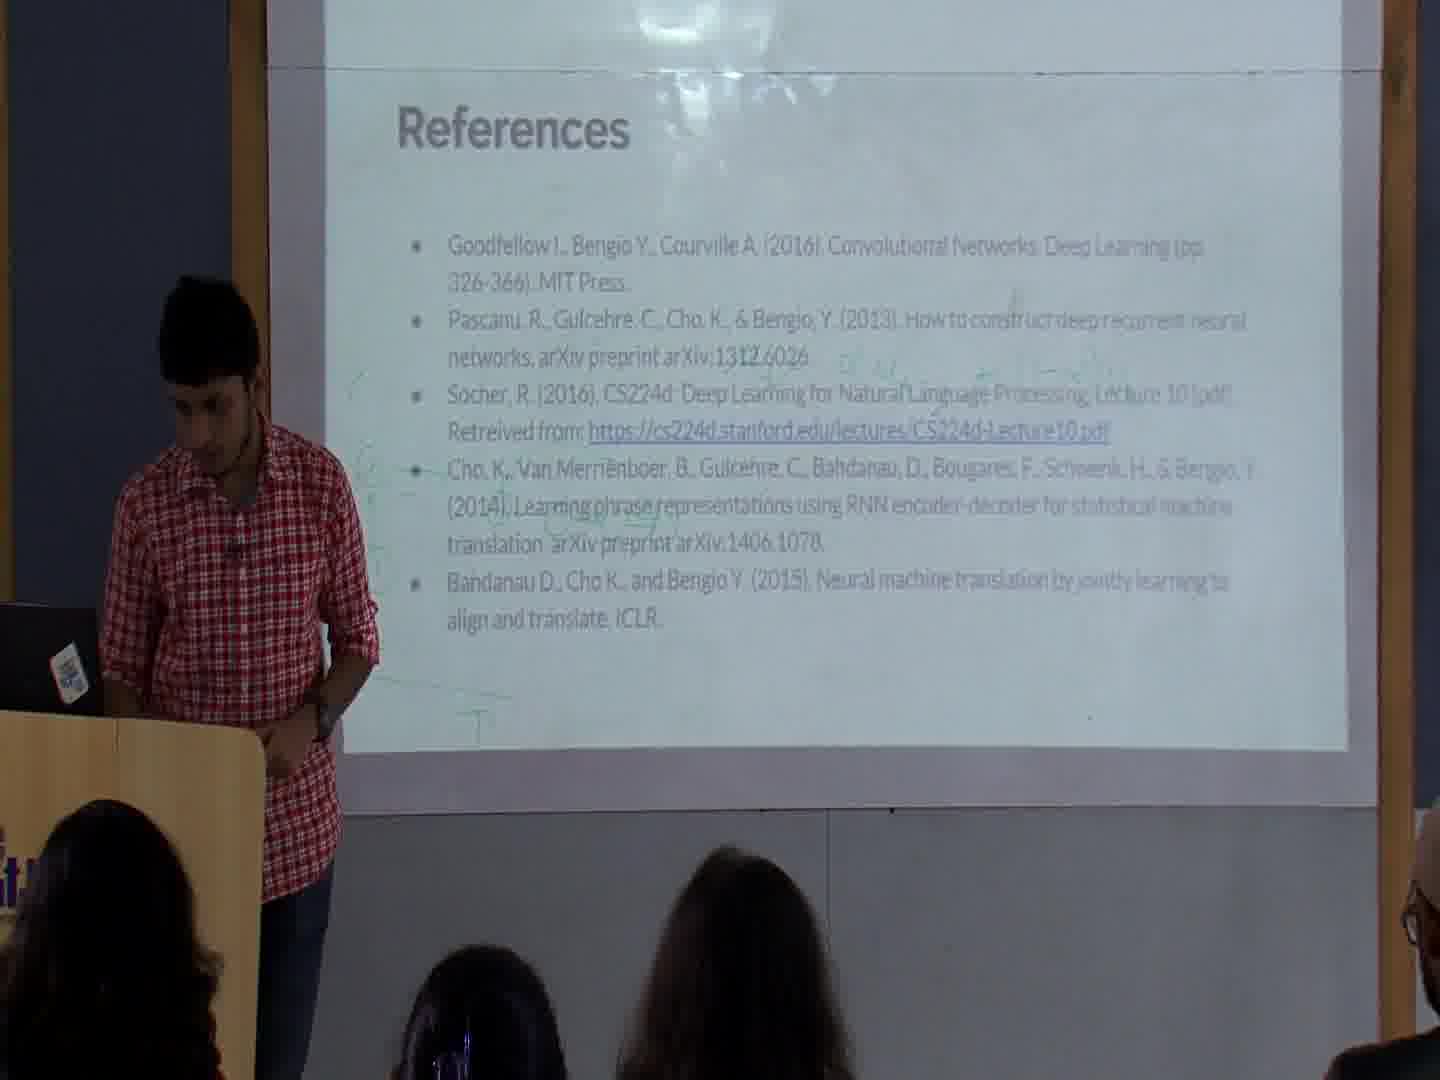 References
• Goodfellow I., Bengio Y., Courville A. (2016). Convolutional Networks. Deep Learning (pp.
326-366). MIT Press.
• Pascanu, R., Gulcehre, C., Cho, K., & Bengio, Y. (2013). How to construct deep recurrent neural
networks. arXiv preprint arXiv:1312.6026.
• Socher, R. (2016). CS224d: Deep Learning for Natural Language Processing, Lecture 10 [pdf].
Retreived from: https://cs224d.stanford.edu/lectures/CS224d-Lecture10.pdf
• Cho, K., Van Merriënboer, B., Gulcehre, C., Bahdanau, D., Bougares, F., Schwenk, H., & Bengio, Y.
(2014). Learning phrase representations using RNN encoder-decoder for statistical machine
translation. arXiv preprint arXiv:1406.1078.
• Bandanau D., Cho K., and Bengio Y. (2015). Neural machine translation by jointly learning to
align and translate. ICLR.